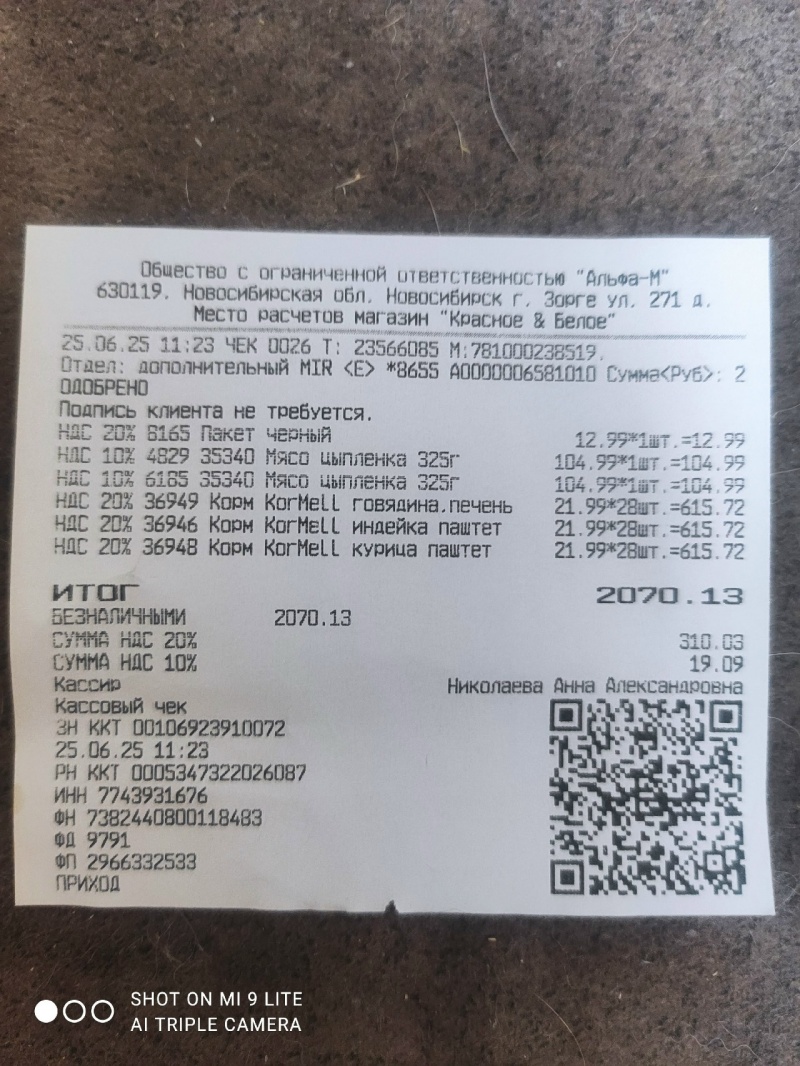 Общество с ограниченной ответственностью "Альфа-М"
630119. Новосибирская обл. Новосибирск г. Зорге ул. 271 д.
Место расчетов магазин "Красное & Белое"
25.06.25 11:23 ЧЕК 0026 Т: 23566085 М:781000238519.
Отдел: дополнительный MIR <E> *8655 A0000006581010 Сумма<Руб>: 2
ОДОБРЕНО
Подпись клиента не требуется.
НДС 20% 8165 Пакет черный 12.99*1шт.=12.99
НДС 10% 4829 35340 Мясо цыпленка 325г 104.99*1шт.=104.99
НДС 10% 6185 35340 Мясо цыпленка 325г 104.99*1шт.=104.99
НДС 20% 36949 Корм KorMell говядина.печень 21.99*28шт.=615.72
НДС 20% 36946 Корм KorMell индейка паштет 21.99*28шт.=615.72
НДС 20% 36948 Корм KorMell курица паштет 21.99*28шт.=615.72
ИТОГ 2070.13
БЕЗНАЛИЧНЫМИ 2070.13
СУММА НДС 20% 310.03
СУММА НДС 10% 19.09
Кассир Николаева Анна Александровна
Кассовый чек
ЗН ККТ 00106923910072
25.06.25 11:23
РН ККТ 0005347322026087
ИНН 7743931676
ФН 7382440800118483
ФД 9791
ФП 2966332533
ПРИХОД
SHOT ON MI 9 LITE
AI TRIPLE CAMERA